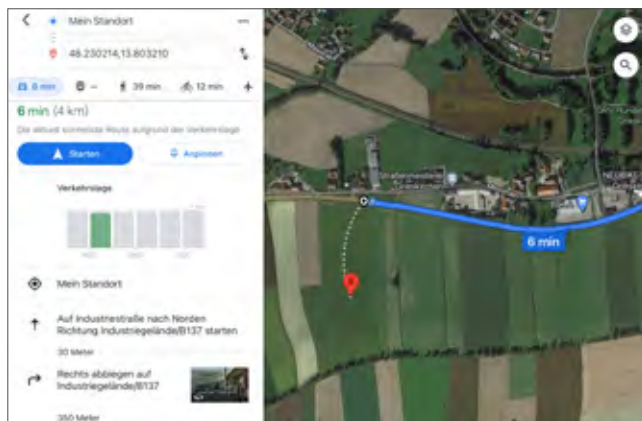 Mein Standort
48.230214,13.803210
6 min
--
39 min
12 min
6 min (4 km)
Die aktuell schnellste Route aufgrund der Verkehrslage
Starten
Anpinnen
Verkehrslage
Mein Standort
Auf Industriestraße nach Norden
Richtung Industriegelände/B137 starten
30 Meter
Rechts abbiegen auf
Industriegelände/B137
350 Meter
Straßenmeisterei
6 min